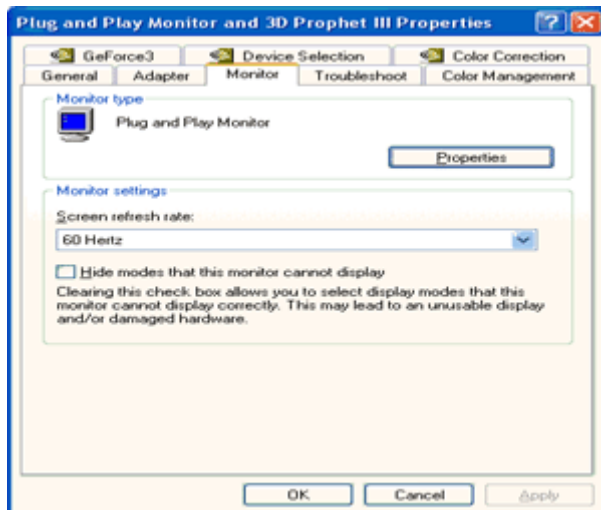 Plug and Play Monitor and 3D Prophet III Properties
GeForce3 Device Selection Color Correction
General Adapter Monitor Troubleshoot Color Management
Monitor type
Plug and Play Monitor
Properties
Monitor settings
Screen refresh rate:
60 Hertz
Hide modes that this monitor cannot display
Clearing this check box allows you to select display modes that this
monitor cannot display correctly. This may lead to an unusable display
and/or damaged hardware.
OK Cancel Apply